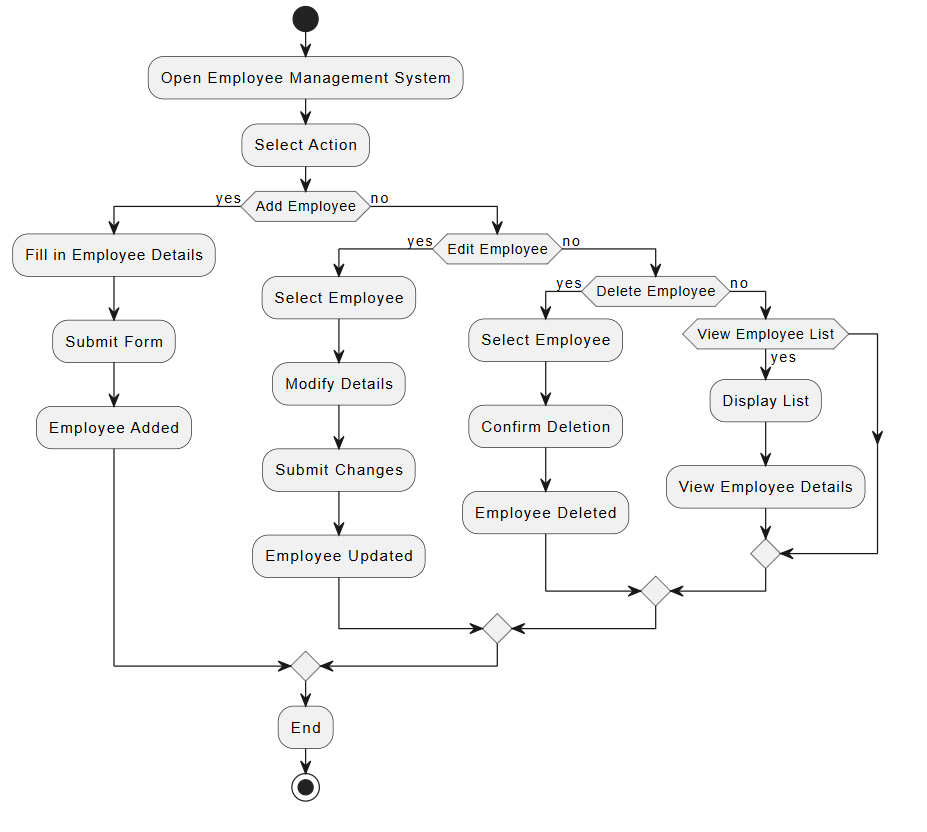 Open Employee Management System
Select Action
yes
Add Employee
no
Fill in Employee Details
Submit Form
Employee Added
yes
Edit Employee
no
Select Employee
Modify Details
Submit Changes
Employee Updated
yes
Delete Employee
no
Select Employee
Confirm Deletion
Employee Deleted
View Employee List
yes
Display List
View Employee Details
End